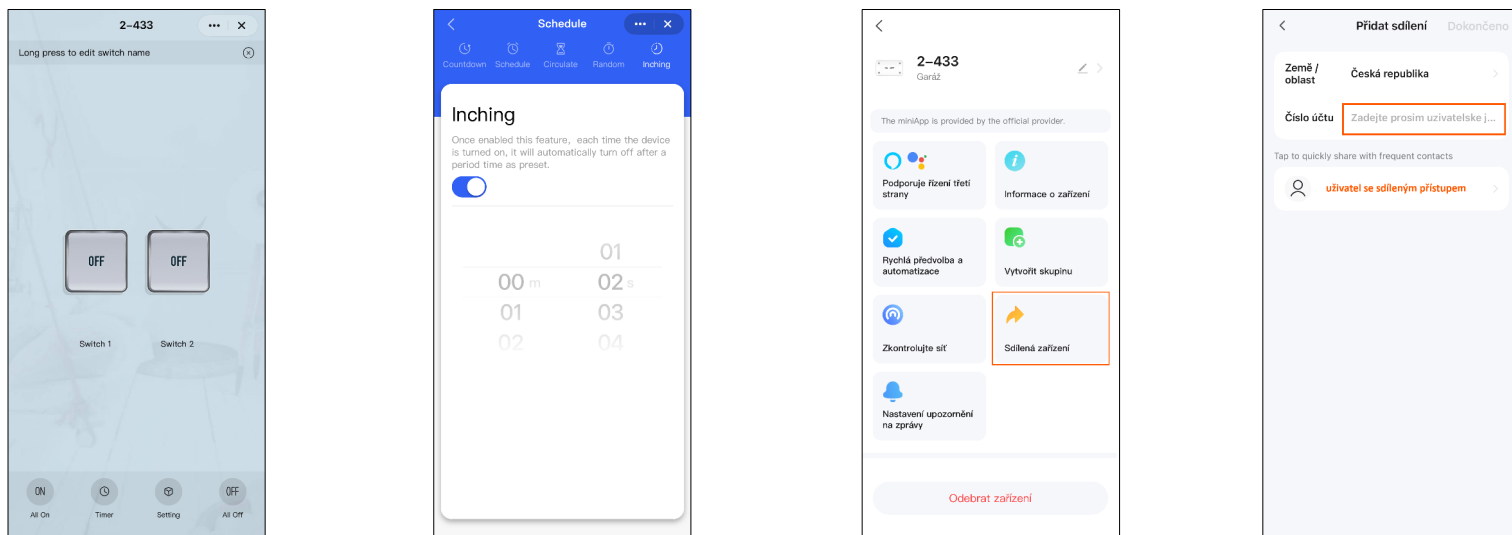 2-433
Long press to edit switch name
OFF
OFF
Switch 1
Switch 2
ON
OFF
All On
Timer
Setting
All Off
Schedule
Countdown
Schedule
Circulate
Random
Inching
Inching
Once enabled this feature, each time the device
is turned on, it will automatically turn off after a
period time as preset.
01
00 m
02 s
01
03
02
04
2-433
Garáž
The miniApp is provided by the official provider.
Podporuje řízení třetí
strany
Informace o zařízení
Rychlá předvolba a
automatizace
Vytvořit skupinu
Zkontrolujte síť
Sdílená zařízení
Nastavení upozornění
na zprávy
Odebrat zařízení
Přidat sdílení
Dokončeno
Země /
oblast
Česká republika
Číslo účtu
Zadejte prosim uzivatelske j...
Tap to quickly share with frequent contacts
uživatel se sdíleným přístupem